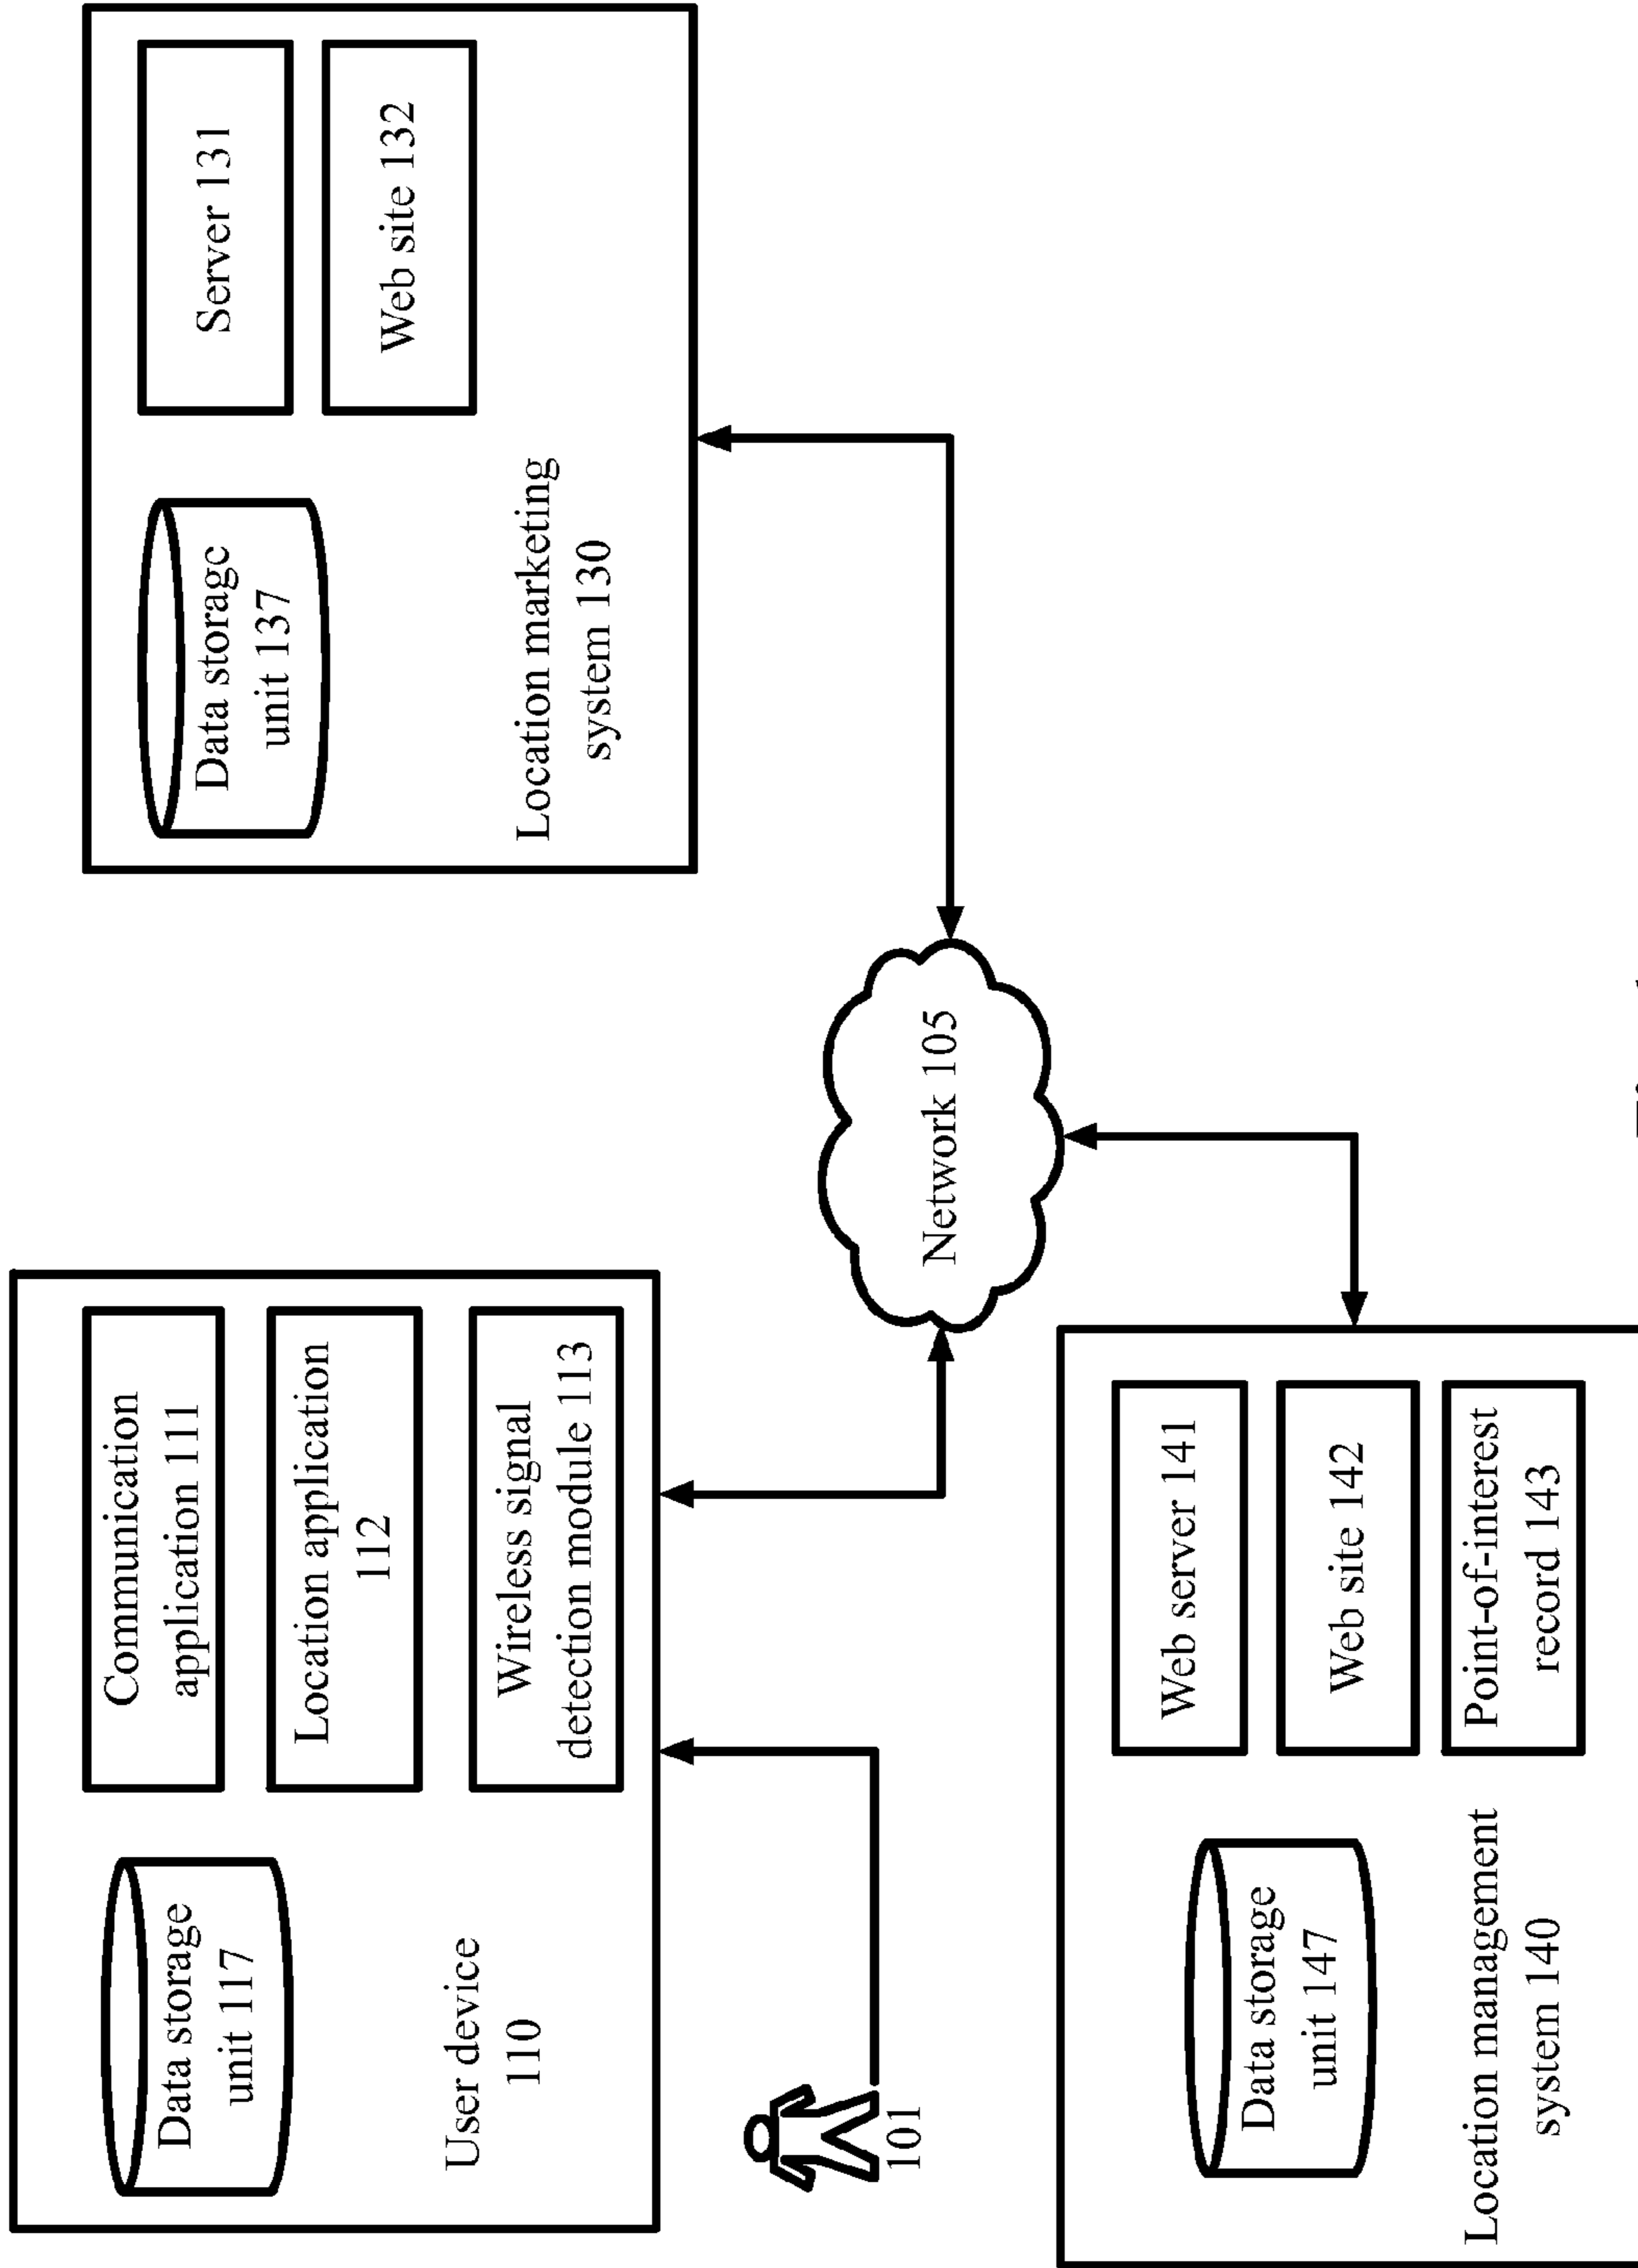 Data storage
unit 117
Communication
application 111
Location application
112
Wireless signal
detection module 113
User device
110
101
Data storage
unit 137
Server 131
Web site 132
Location marketing
system 130
Network 105
Data storage
unit 147
Web server 141
Web site 142
Point-of-interest
record 143
Location management
system 140